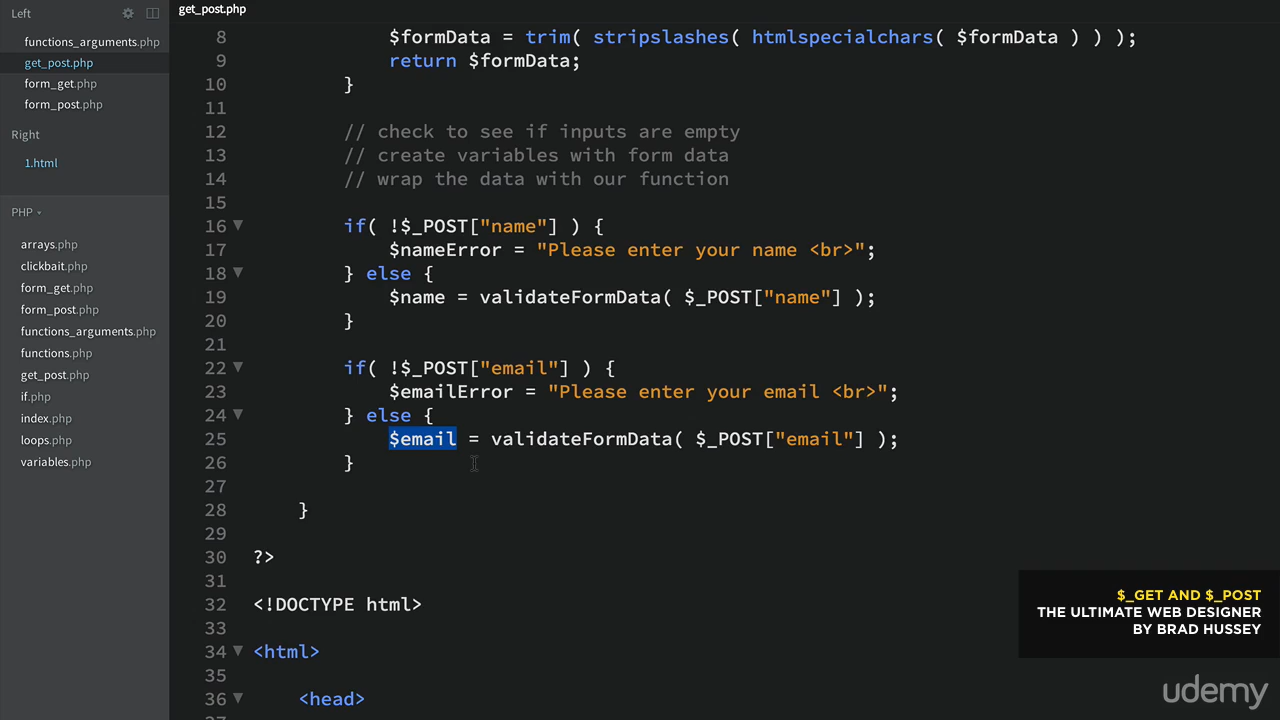 Left
functions_arguments.php
get_post.php
form_get.php
form_post.php
Right
1.html
PHP
arrays.php
clickbait.php
form_get.php
form_post.php
functions_arguments.php
functions.php
get_post.php
if.php
index.php
loops.php
variables.php
get_post.php
8 $formData = trim( stripslashes( htmlspecialchars( $formData ) ) );
9 return $formData;
10 }
11
12 // check to see if inputs are empty
13 // create variables with form data
14 // wrap the data with our function
15
16 if( !$_POST["name"] ) {
17 $nameError = "Please enter your name <br>";
18 } else {
19 $name = validateFormData( $_POST["name"] );
20 }
21
22 if( !$_POST["email"] ) {
23 $emailError = "Please enter your email <br>";
24 } else {
25 $email = validateFormData( $_POST["email"] );
26 }
27
28 }
29
30 ?>
31
32 <!DOCTYPE html>
33
34 <html>
35
36 <head>
$_GET AND $_POST
THE ULTIMATE WEB DESIGNER
BY BRAD HUSSEY
udemy